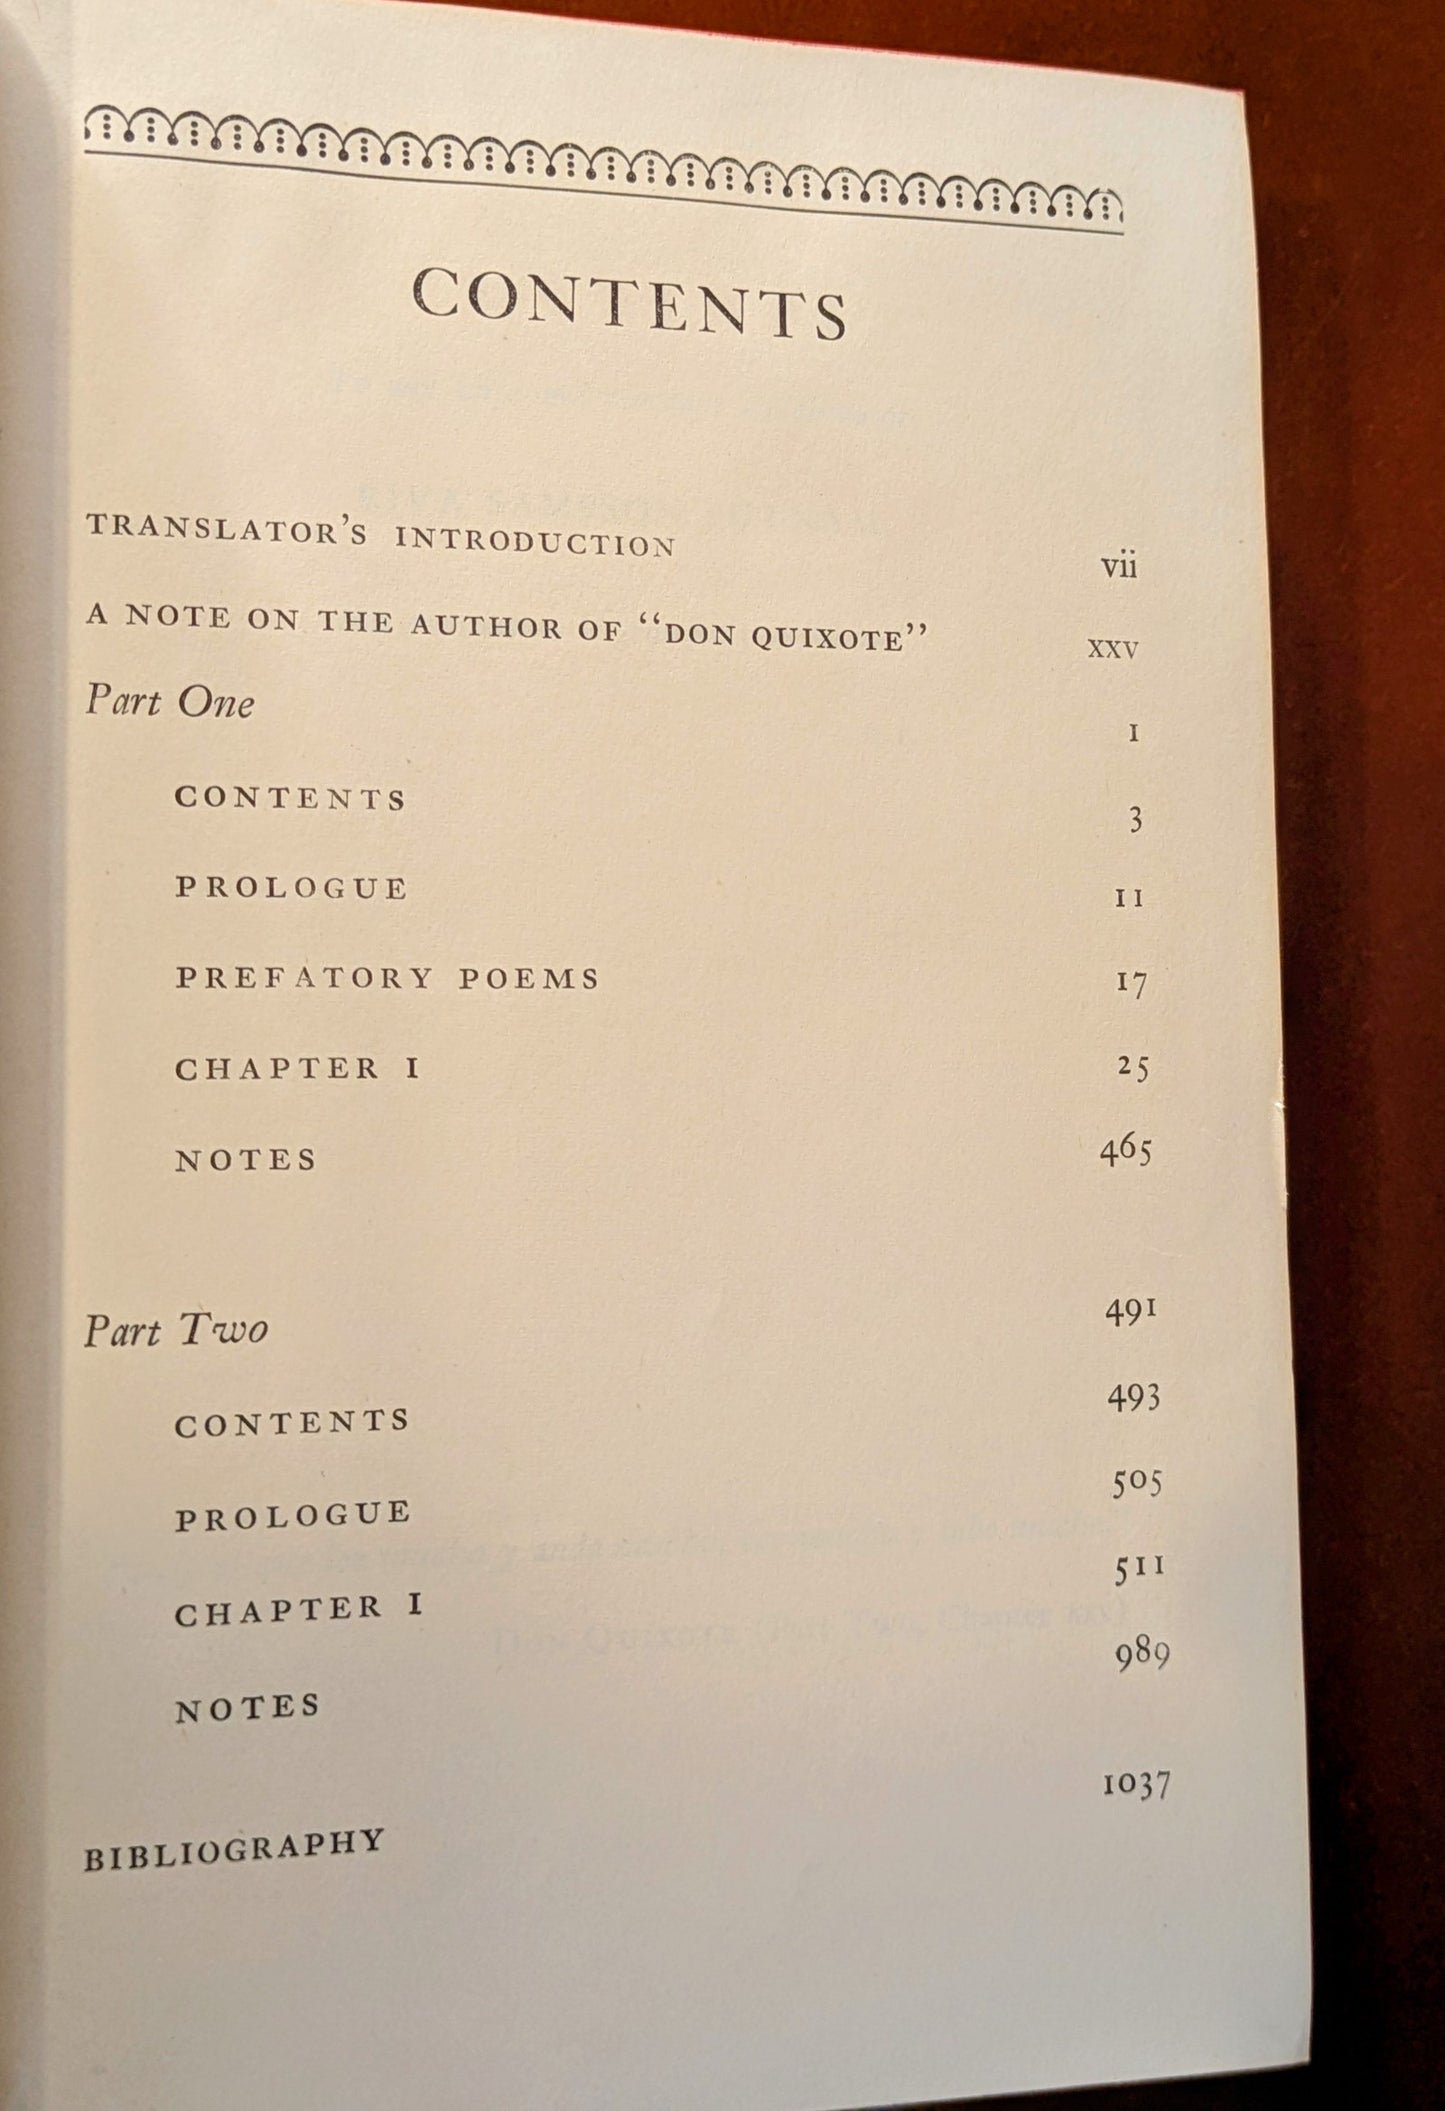 CONTENTS
TRANSLATOR'S INTRODUCTION vii
A NOTE ON THE AUTHOR OF “DON QUIXOTE” xxv
Part One 1
CONTENTS 3
PROLOGUE 11
PREFATORY POEMS 17
CHAPTER I 25
NOTES 465
Part Two 491
CONTENTS 493
PROLOGUE 505
CHAPTER I 511
NOTES 989
BIBLIOGRAPHY 1037